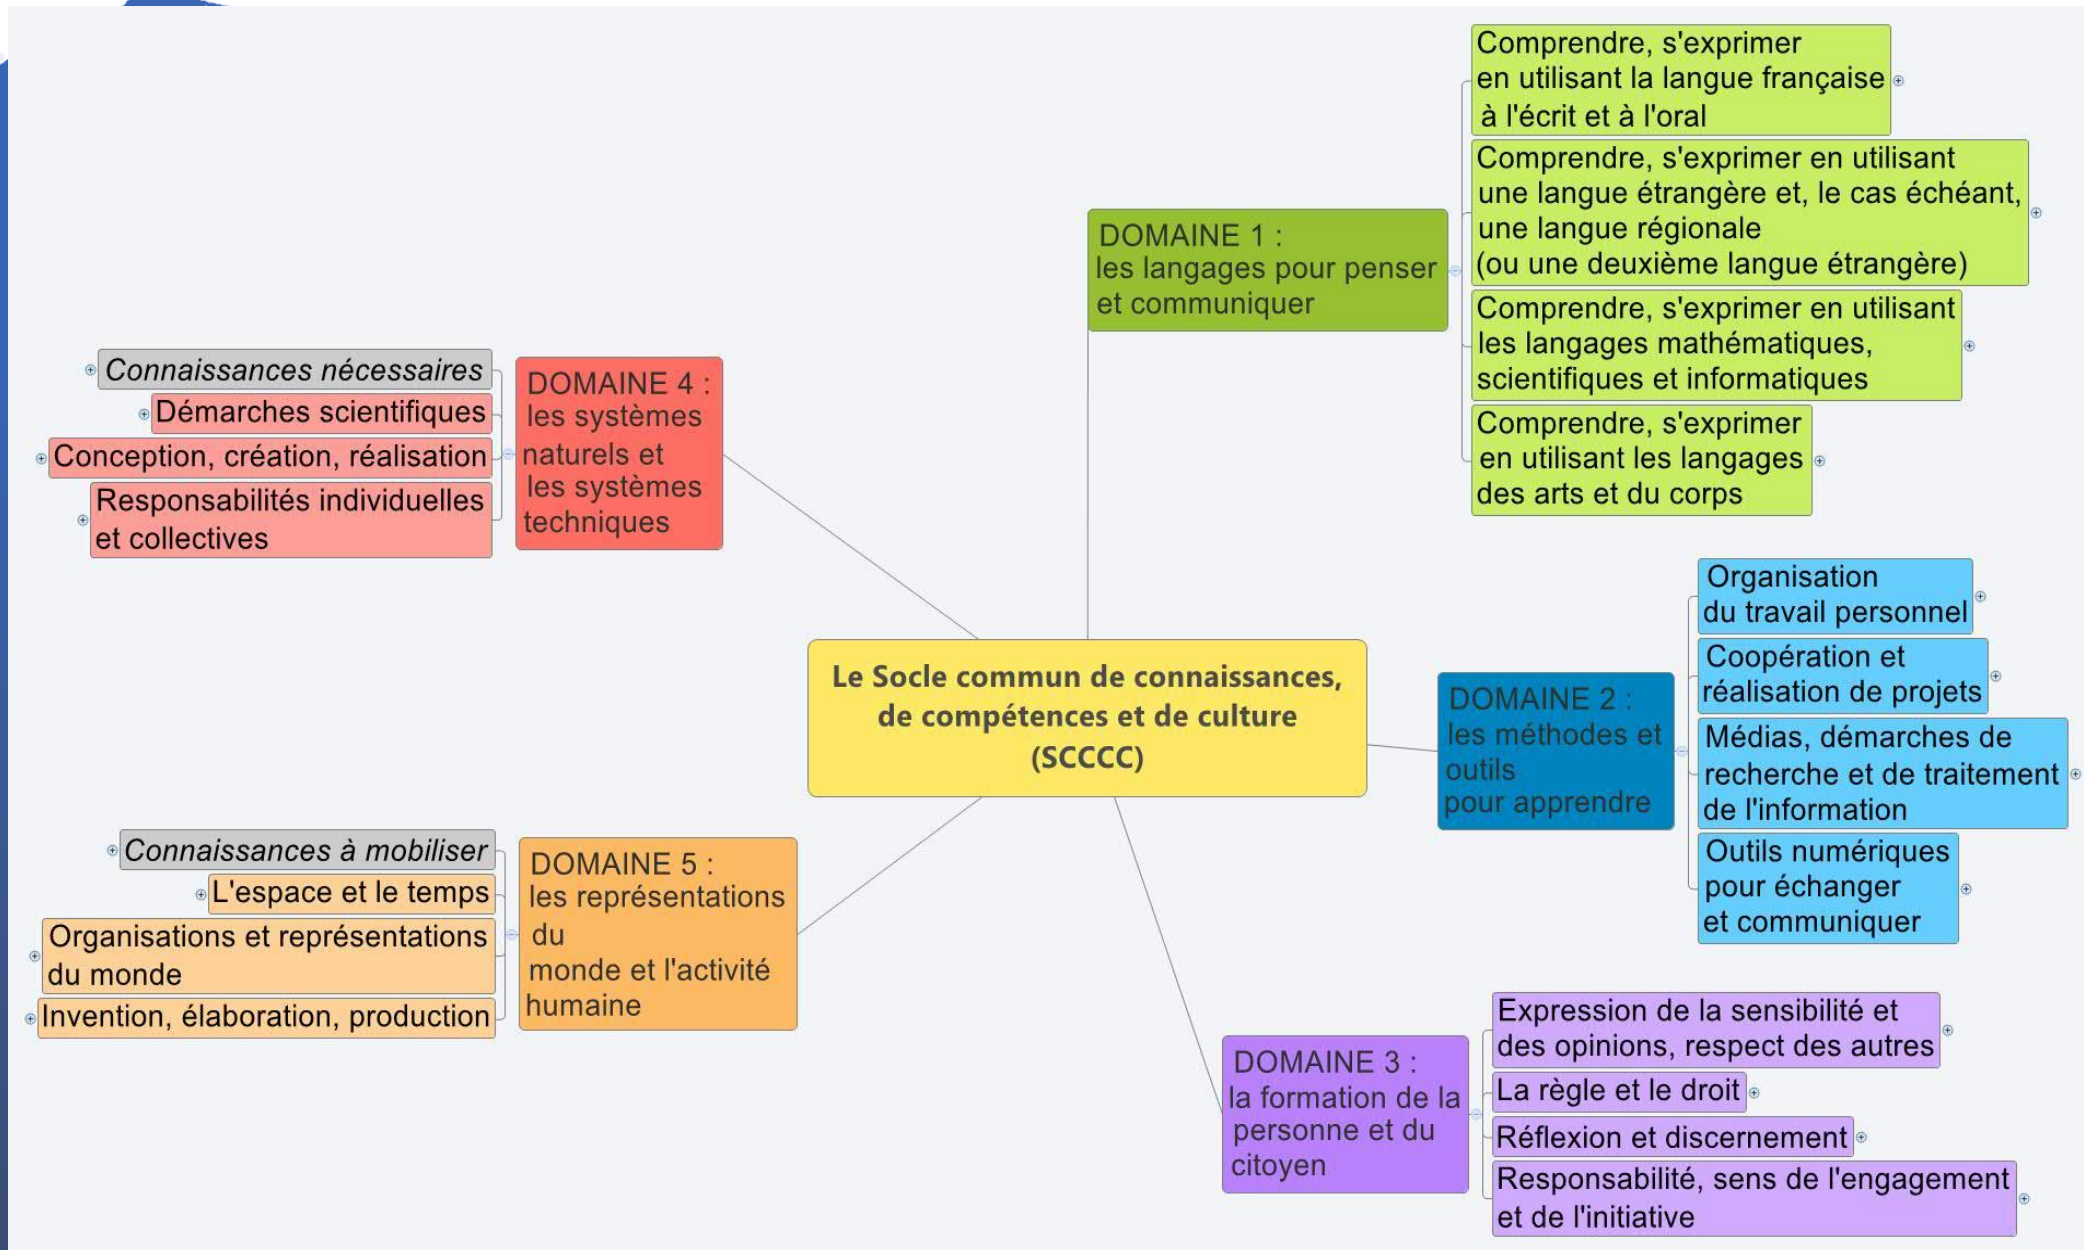 Le Socle commun de connaissances,
de compétences et de culture
(SCCCC)
DOMAINE 1 :
les langages pour penser
et communiquer
Comprendre, s'exprimer
en utilisant la langue française
à l'écrit et à l'oral
Comprendre, s'exprimer en utilisant
une langue étrangère et, le cas échéant,
une langue régionale
(ou une deuxième langue étrangère)
Comprendre, s'exprimer en utilisant
les langages mathématiques,
scientifiques et informatiques
Comprendre, s'exprimer
en utilisant les langages
des arts et du corps
DOMAINE 2 :
les méthodes et
outils
pour apprendre
Organisation
du travail personnel
Coopération et
réalisation de projets
Médias, démarches de
recherche et de traitement
de l'information
Outils numériques
pour échanger
et communiquer
DOMAINE 3 :
la formation de la
personne et du
citoyen
Expression de la sensibilité et
des opinions, respect des autres
La règle et le droit
Réflexion et discernement
Responsabilité, sens de l'engagement
et de l'initiative
DOMAINE 4 :
les systèmes
naturels et
les systèmes
techniques
Connaissances nécessaires
Démarches scientifiques
Conception, création, réalisation
Responsabilités individuelles
et collectives
DOMAINE 5 :
les représentations
du
monde et l'activité
humaine
Connaissances à mobiliser
L'espace et le temps
Organisations et représentations
du monde
Invention, élaboration, production